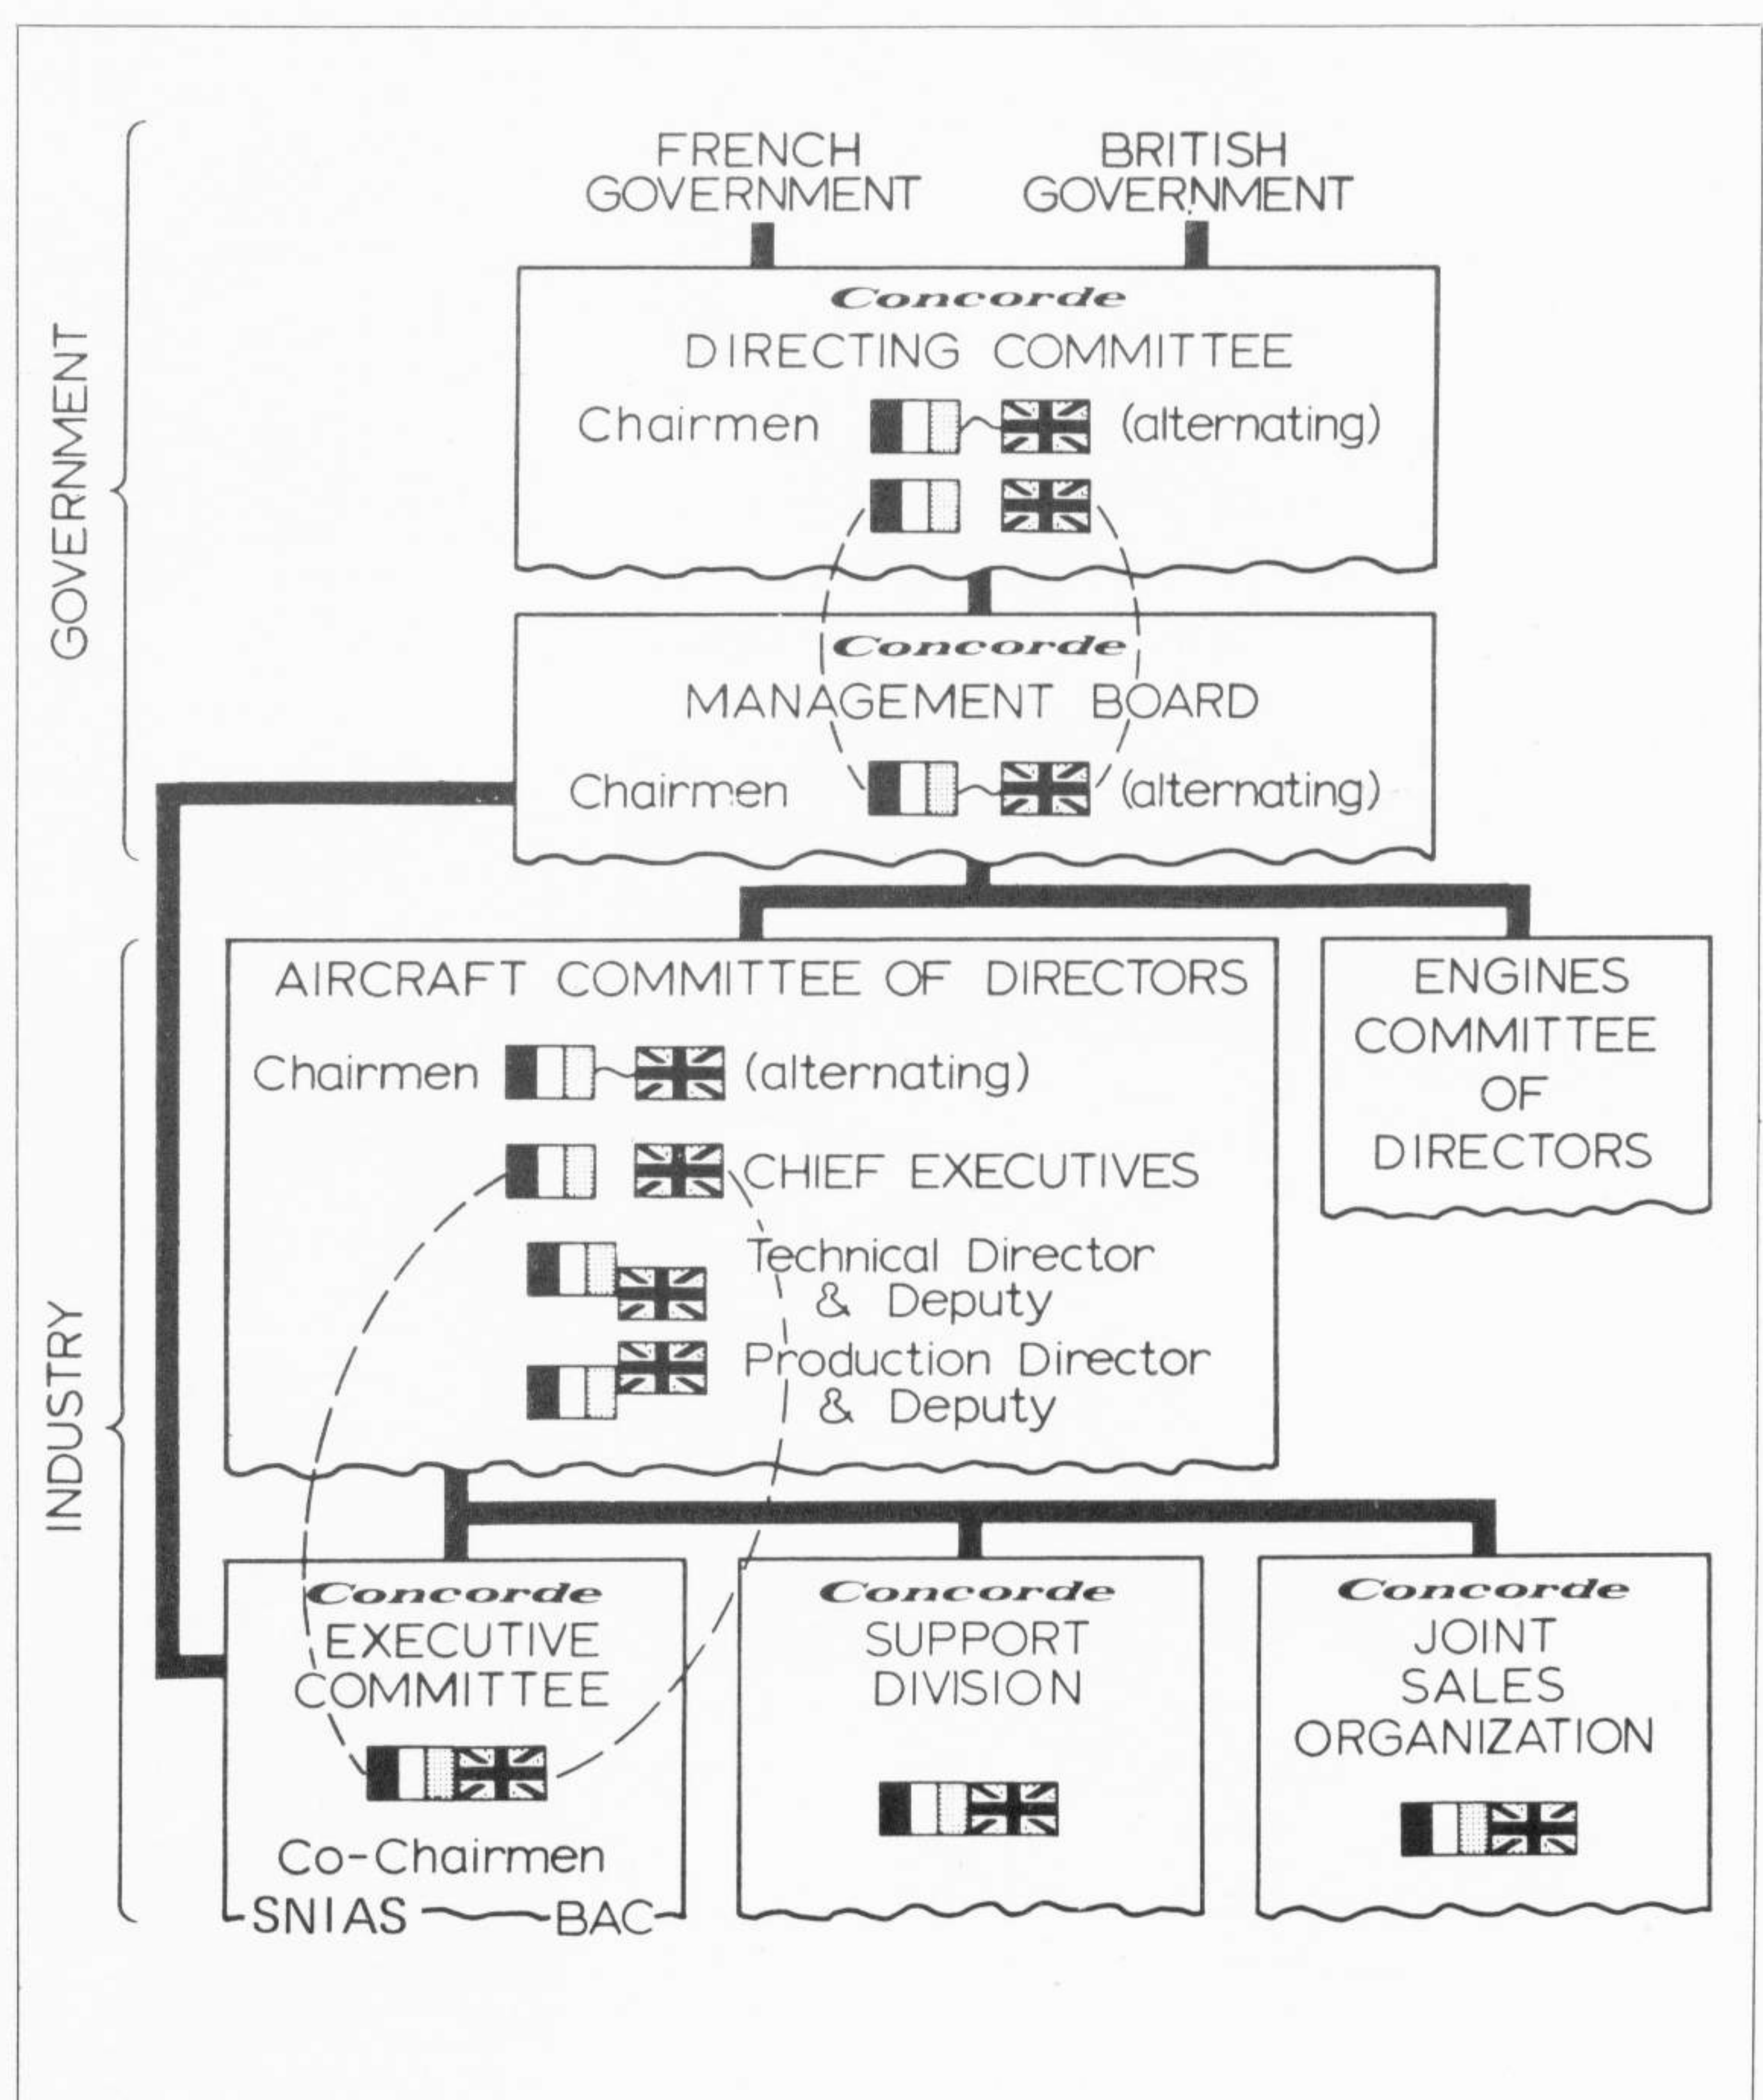 FRENCH GOVERNMENT
BRITISH GOVERNMENT
GOVERNMENT
Concorde
DIRECTING COMMITTEE
Chairmen (alternating)
Concorde
MANAGEMENT BOARD
Chairmen (alternating)
INDUSTRY
AIRCRAFT COMMITTEE OF DIRECTORS
Chairmen (alternating)
CHIEF EXECUTIVES
Technical Director
& Deputy
Production Director
& Deputy
ENGINES
COMMITTEE
OF
DIRECTORS
Concorde
EXECUTIVE
COMMITTEE
Co-Chairmen
SNIAS BAC
Concorde
SUPPORT
DIVISION
Concorde
JOINT
SALES
ORGANIZATION